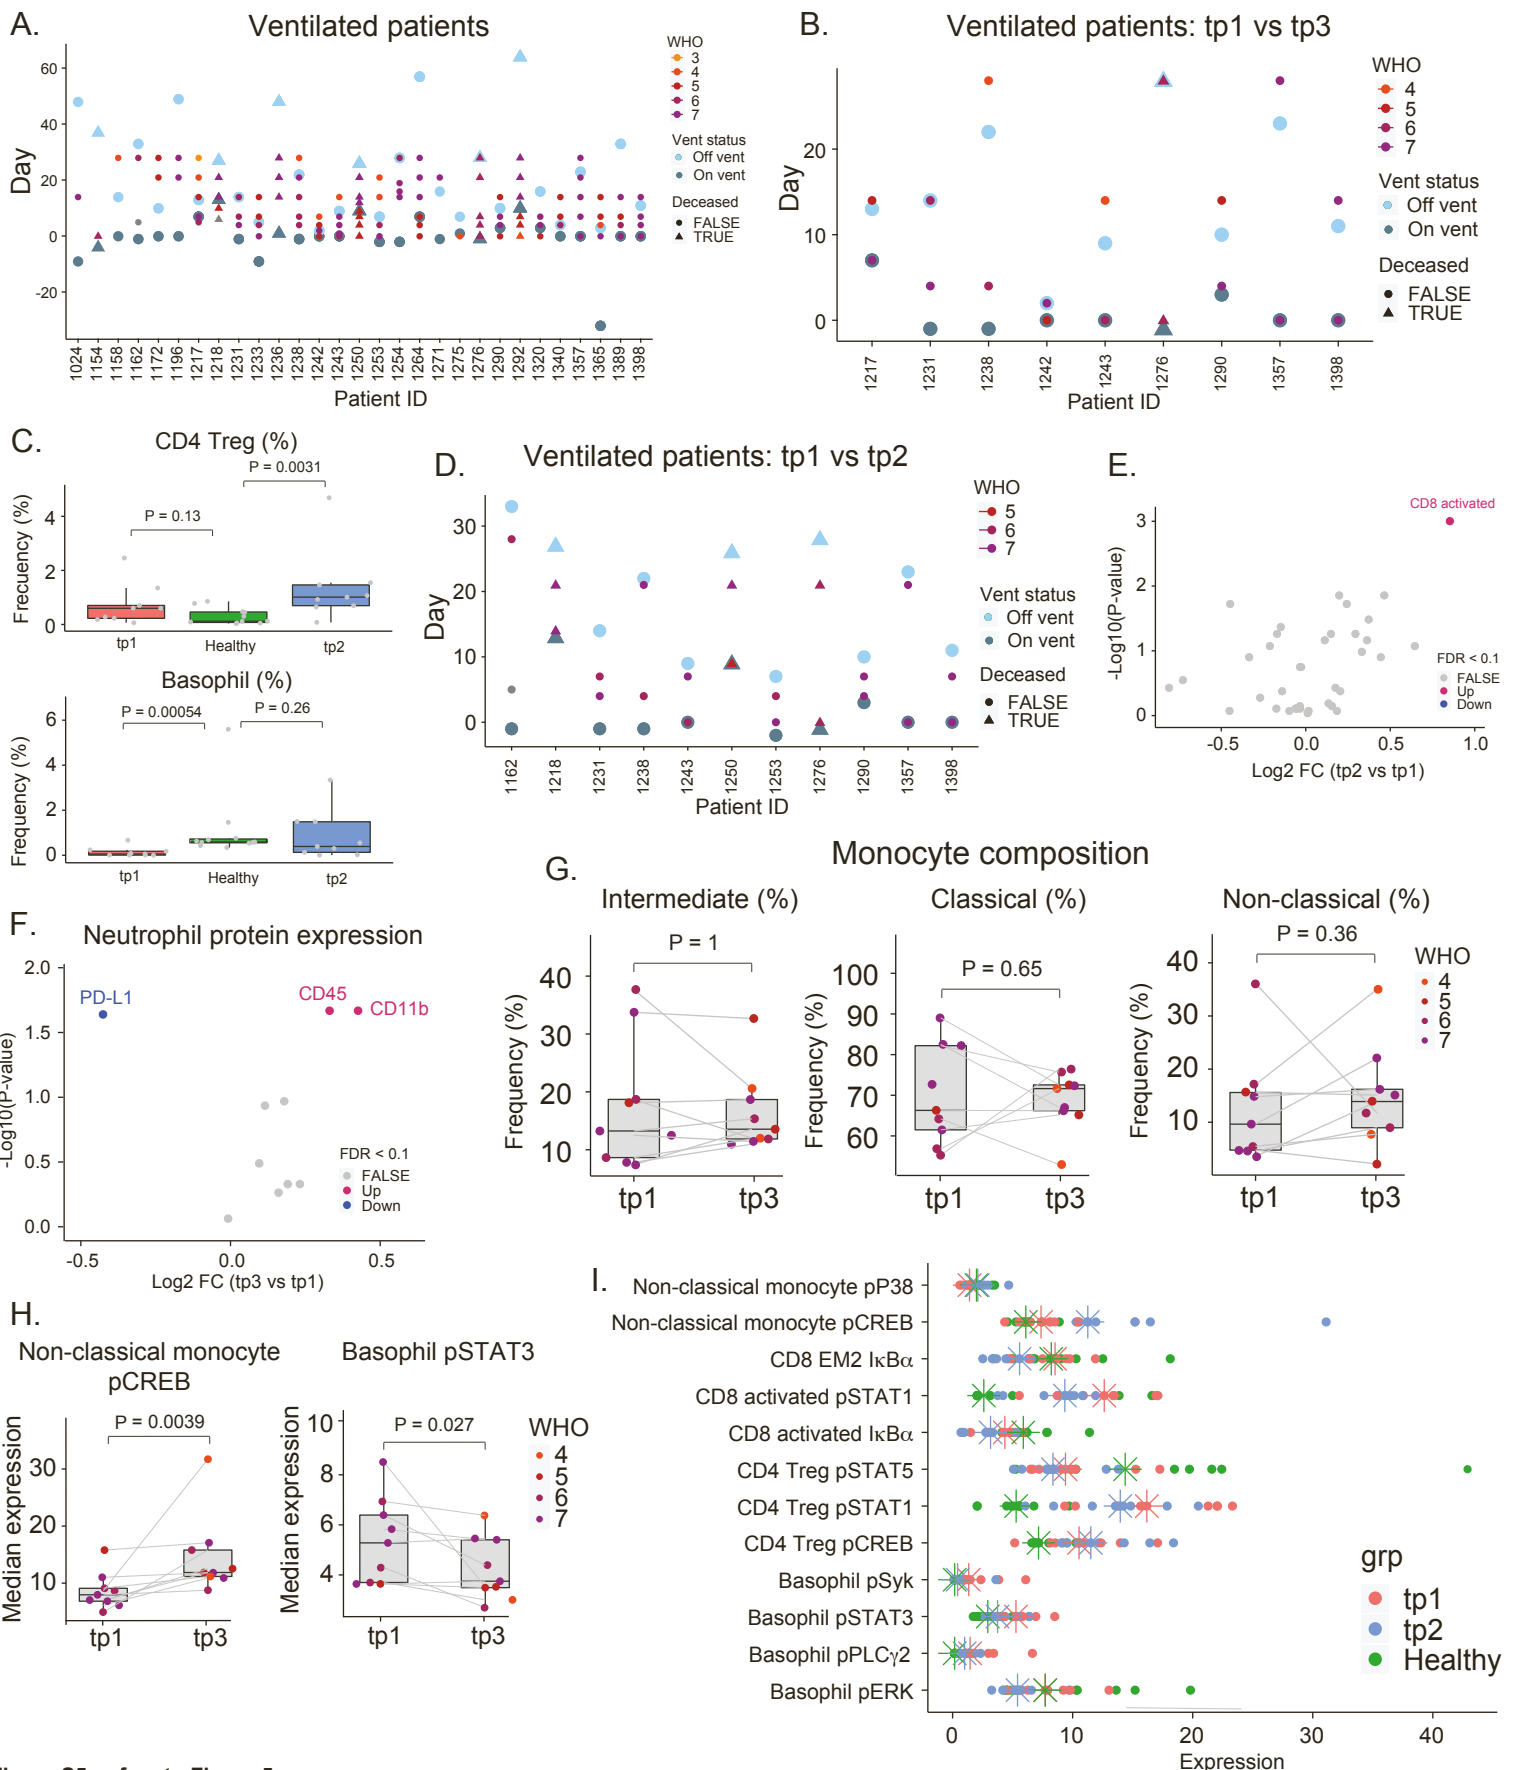 A.
Ventilated patients
Day
60
40
20
0
-20
1024 1154 1158 1162 1172 1196 1217 1218 1231 1233 1236 1238 1242 1243 1250 1253 1254 1264 1271 1275 1276 1290 1292 1320 1340 1357 1365 1389 1398
Patient ID
WHO
3
4
5
6
7
Vent status
Off vent
On vent
Deceased
FALSE
TRUE
B.
Ventilated patients: tp1 vs tp3
Day
20
10
0
1217 1231 1238 1242 1243 1276 1290 1357 1398
Patient ID
WHO
4
5
6
7
Vent status
Off vent
On vent
Deceased
FALSE
TRUE
C.
CD4 Treg (%)
P = 0.0031
P = 0.13
Frecuency (%)
4
2
0
tp1 Healthy tp2
Basophil (%)
P = 0.00054 P = 0.26
Frequency (%)
6
4
2
0
tp1 Healthy tp2
D.
Ventilated patients: tp1 vs tp2
Day
30
20
10
0
1162 1218 1231 1238 1243 1250 1253 1276 1290 1357 1398
Patient ID
WHO
5
6
7
Vent status
Off vent
On vent
Deceased
FALSE
TRUE
E.
CD8 activated
-Log10(P-value)
3
2
1
0
-0.5 0.0 0.5 1.0
Log2 FC (tp2 vs tp1)
FDR < 0.1
FALSE
Up
Down
F.
Neutrophil protein expression
PD-L1
CD45
CD11b
-Log10(P-value)
2.0
1.5
1.0
0.5
0.0
-0.5 0.0 0.5
Log2 FC (tp3 vs tp1)
FDR < 0.1
FALSE
Up
Down
G.
Monocyte composition
Intermediate (%)
P = 1
Frequency (%)
40
30
20
10
tp1 tp3
Classical (%)
P = 0.65
Frequency (%)
100
90
80
70
60
tp1 tp3
Non-classical (%)
P = 0.36
Frequency (%)
40
30
20
10
tp1 tp3
WHO
4
5
6
7
H.
Non-classical monocyte
pCREB
P = 0.0039
Median expression
30
20
10
tp1 tp3
Basophil pSTAT3
P = 0.027
Median expression
10
8
6
4
tp1 tp3
WHO
4
5
6
7
I.
Non-classical monocyte pP38
Non-classical monocyte pCREB
CD8 EM2 IκBα
CD8 activated pSTAT1
CD8 activated IκBα
CD4 Treg pSTAT5
CD4 Treg pSTAT1
CD4 Treg pCREB
Basophil pSyk
Basophil pSTAT3
Basophil pPLCγ2
Basophil pERK
0 10 20 30 40
Expression
grp
tp1
tp2
Healthy